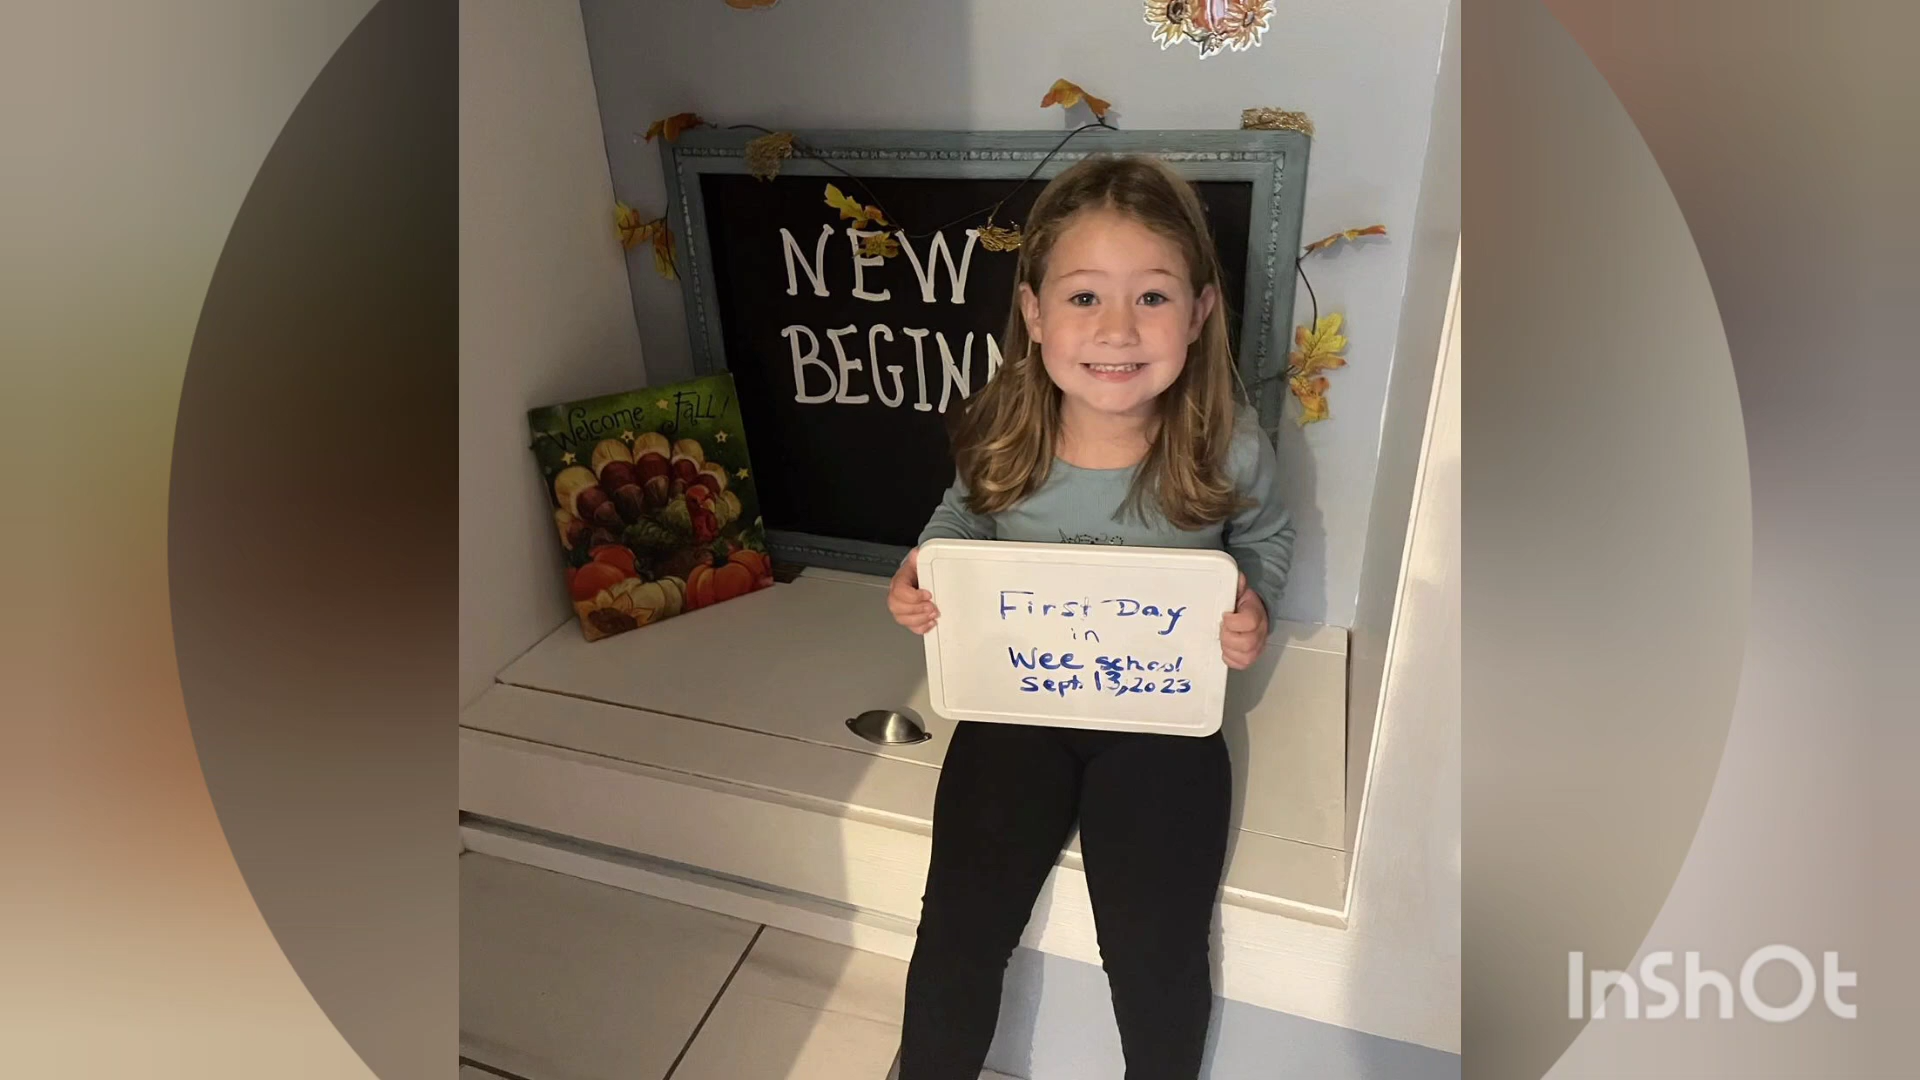 NEW
BEGINN
Welcome Fall!
First Day
in
Wee school
Sept. 13, 2023
InShOt